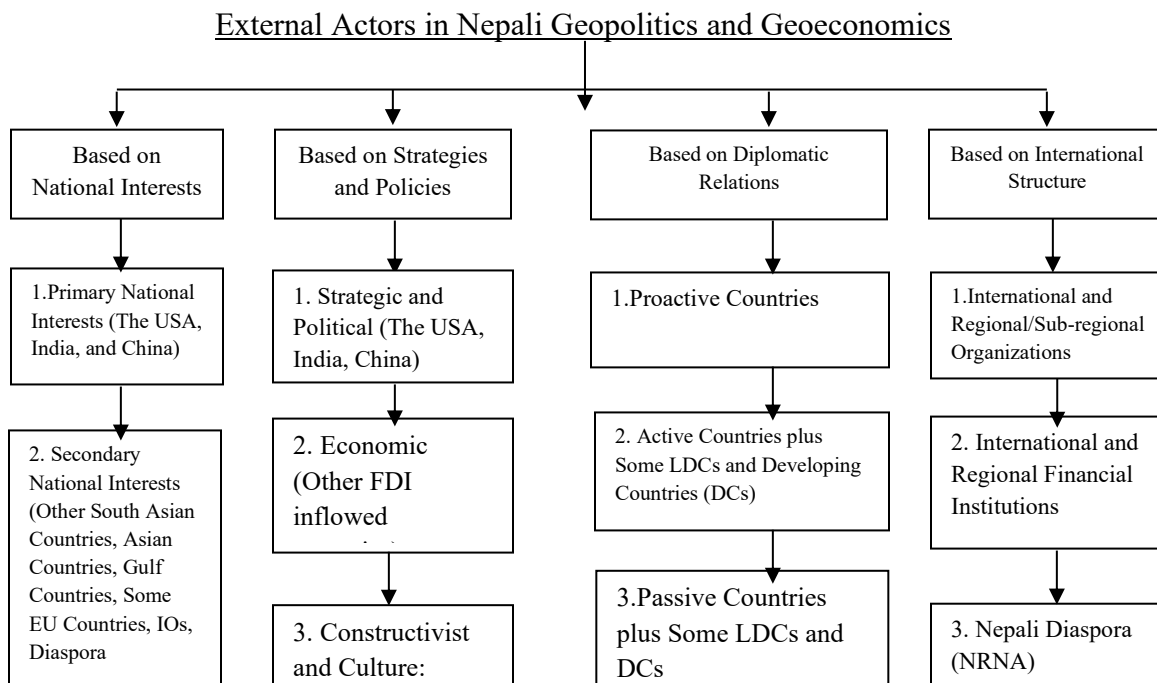 External Actors in Nepali Geopolitics and Geoeconomics
Based on
National Interests
Based on Strategies
and Policies
Based on Diplomatic
Relations
Based on International
Structure
1.Primary National
Interests (The USA,
India, and China)
1. Strategic and
Political (The USA,
India, China)
1.Proactive Countries
1.International and
Regional/Sub-regional
Organizations
2. Secondary
National Interests
(Other South Asian
Countries, Asian
Countries, Gulf
Countries, Some
EU Countries, IOs,
Diaspora
2. Economic
(Other FDI
inflowed
2. Active Countries plus
Some LDCs and Developing
Countries (DCs)
2. International and
Regional Financial
Institutions
3. Constructivist
and Culture:
3.Passive Countries
plus Some LDCs and
DCs
3. Nepali Diaspora
(NRNA)